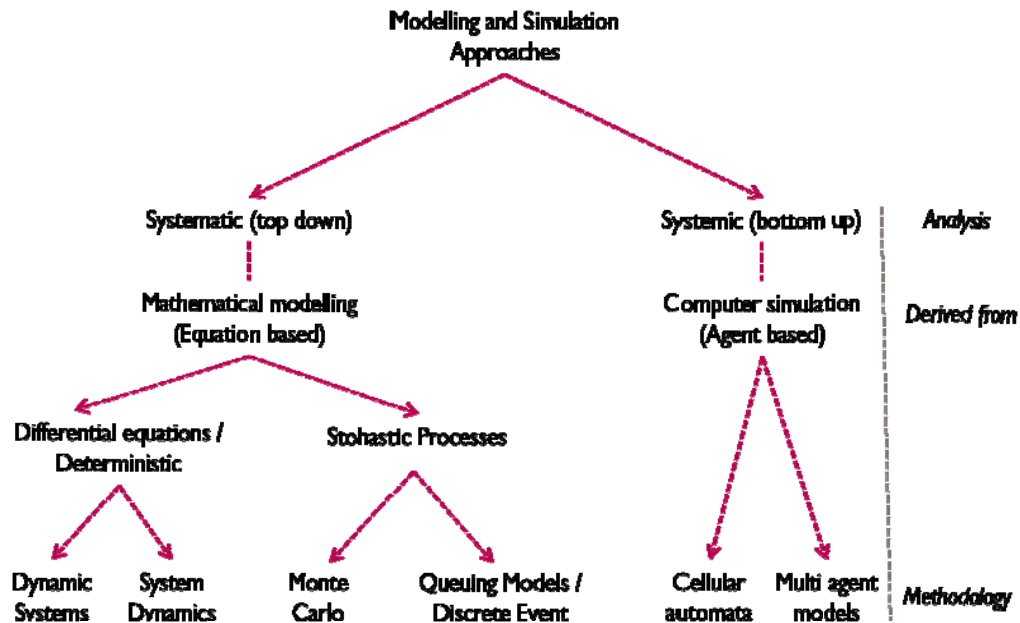 Modelling and Simulation
Approaches
Systematic (top down)
Systemic (bottom up)
Analysis
Mathematical modelling
(Equation based)
Computer simulation
(Agent based)
Derived from
Differential equations /
Deterministic
Stohastic Processes
Dynamic
Systems
System
Dynamics
Monte
Carlo
Queuing Models /
Discrete Event
Cellular
automata
Multi agent
models
Methodalogy